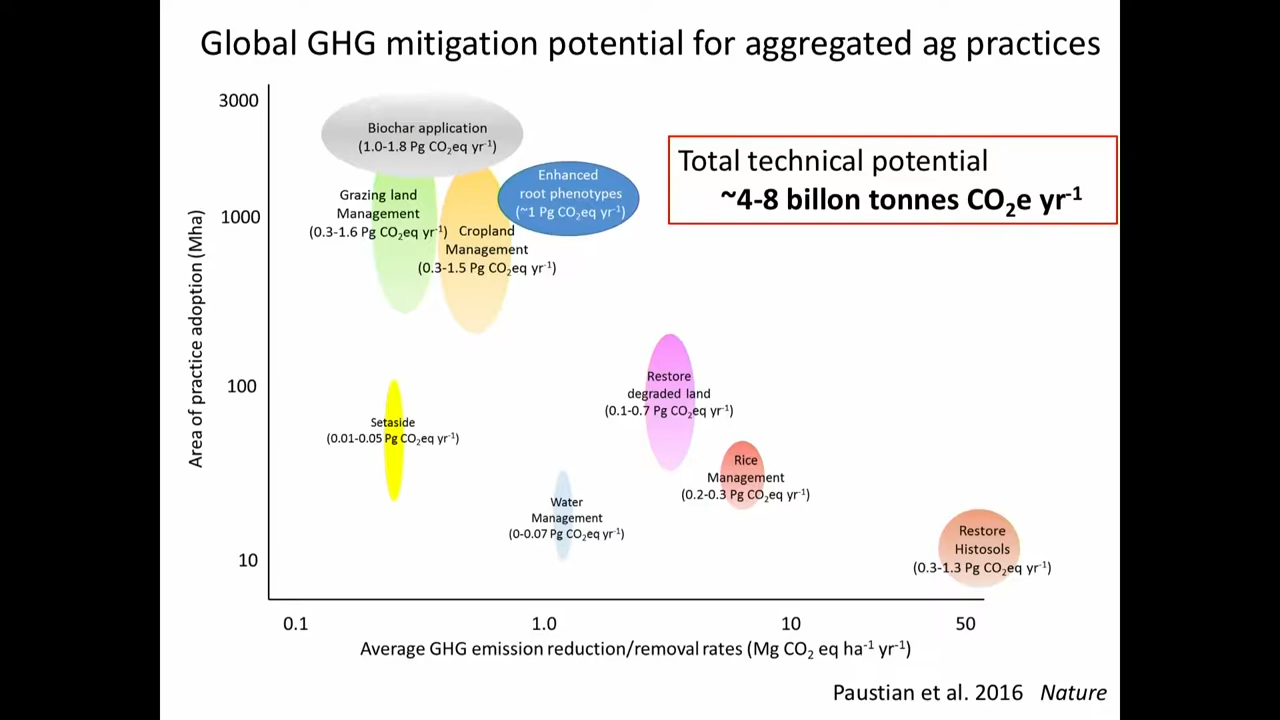 Global GHG mitigation potential for aggregated ag practices
3000
1000
100
10
Area of practice adoption (Mha)
Biochar application
(1.0-1.8 Pg CO₂eq yr⁻¹)
Grazing land
Management
(0.3-1.6 Pg CO₂eq yr⁻¹)
Cropland
Management
(0.3-1.5 Pg CO₂eq yr⁻¹)
Enhanced
root phenotypes
(~1 Pg CO₂eq yr⁻¹)
Total technical potential
~4-8 billon tonnes CO₂e yr⁻¹
Setaside
(0.01-0.05 Pg CO₂eq yr⁻¹)
Restore
degraded land
(0.1-0.7 Pg CO₂eq yr⁻¹)
Rice
Management
(0.2-0.3 Pg CO₂eq yr⁻¹)
Water
Management
(0-0.07 Pg CO₂eq yr⁻¹)
Restore
Histosols
(0.3-1.3 Pg CO₂eq yr⁻¹)
0.1 1.0 10 50
Average GHG emission reduction/removal rates (Mg CO₂ eq ha⁻¹ yr⁻¹)
Paustian et al. 2016 Nature